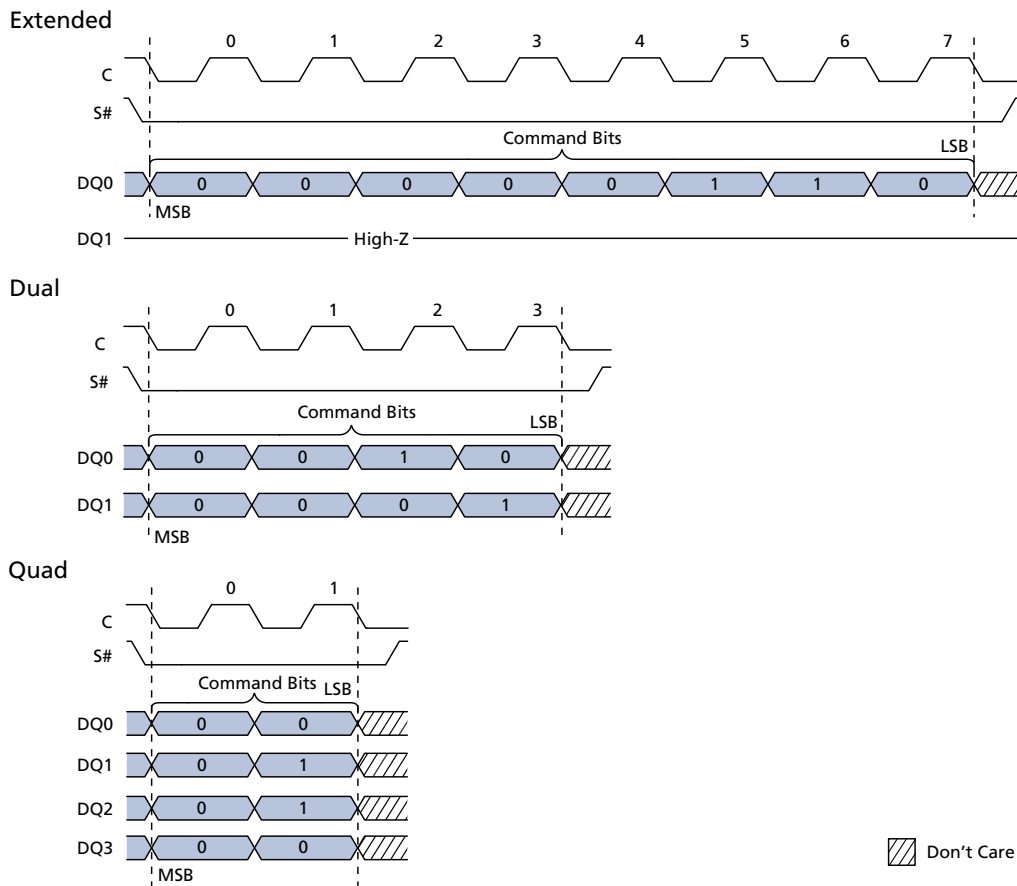 Extended
0 1 2 3 4 5 6 7
C
S#
Command Bits LSB
DQ0 0 0 0 0 0 1 1 0
MSB
DQ1 High-Z
Dual
0 1 2 3
C
S#
Command Bits LSB
DQ0 0 0 1 0
DQ1 0 0 0 1
MSB
Quad
0 1
C
S#
Command Bits LSB
DQ0 0 0
DQ1 0 1
DQ2 0 1
DQ3 0 0
MSB
Don't Care